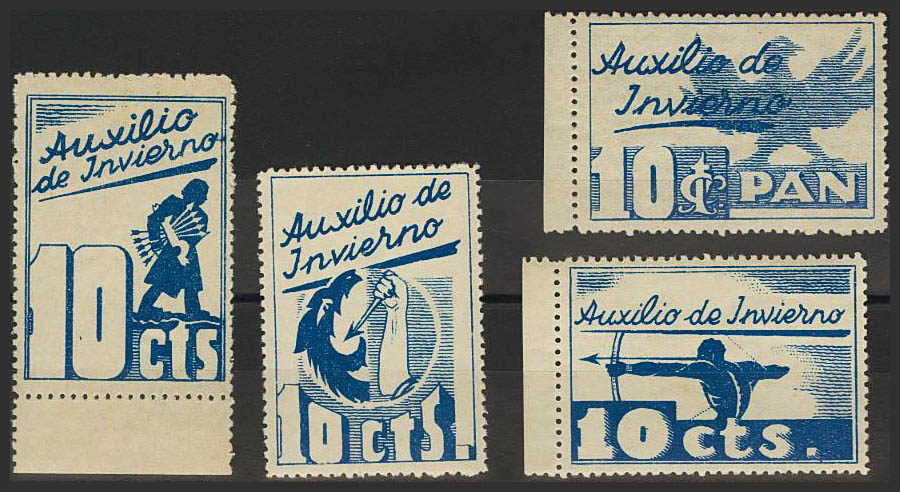 Auxilio
de Invierno
10 cts
Auxilio de
Invierno
10 cts.
Auxilio de
Invierno
10 c. PAN
Auxilio de Invierno
10 cts.